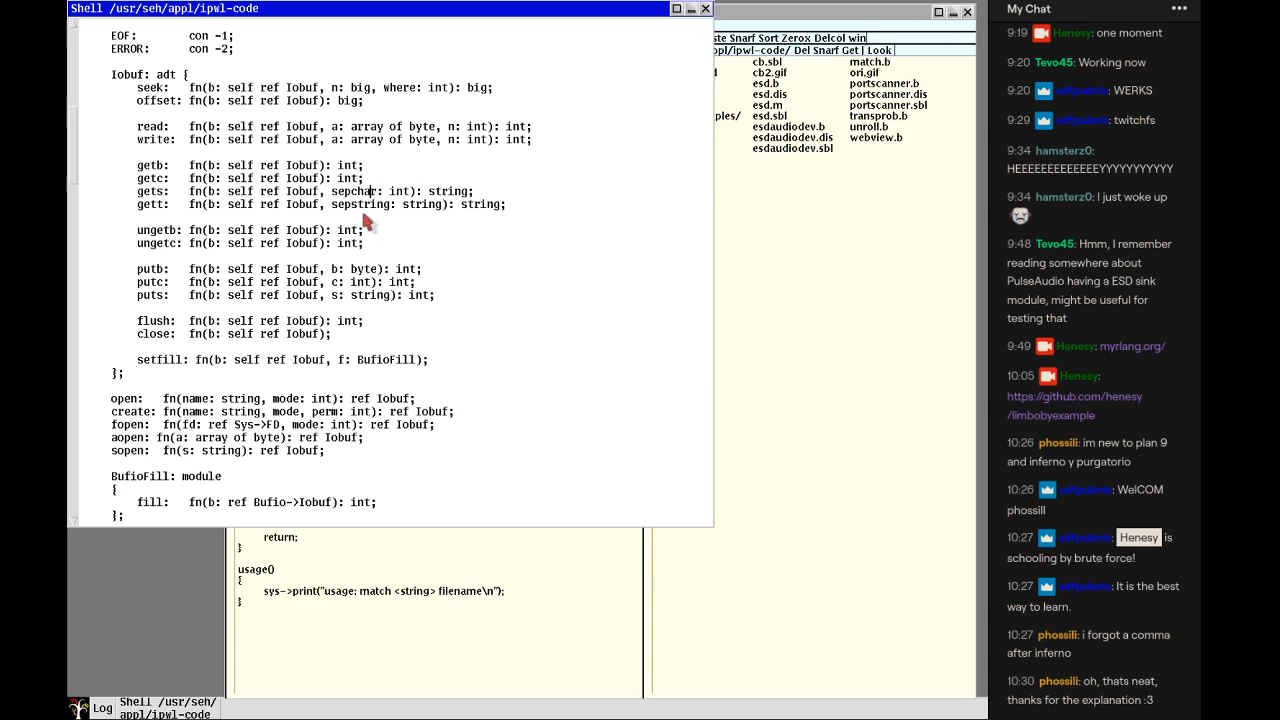 Shell /usr/seh/appl/ipwl-code
EOF: con -1;
ERROR: con -2;
Iobuf: adt {
seek: fn(b: self ref Iobuf, n: big, where: int): big;
offset: fn(b: self ref Iobuf): big;
read: fn(b: self ref Iobuf, a: array of byte, n: int): int;
write: fn(b: self ref Iobuf, a: array of byte, n: int): int;
getb: fn(b: self ref Iobuf): int;
getc: fn(b: self ref Iobuf): int;
gets: fn(b: self ref Iobuf, sepchar: int): string;
gett: fn(b: self ref Iobuf, sepstring: string): string;
ungetb: fn(b: self ref Iobuf): int;
ungetc: fn(b: self ref Iobuf): int;
putb: fn(b: self ref Iobuf, b: byte): int;
putc: fn(b: self ref Iobuf, c: int): int;
puts: fn(b: self ref Iobuf, s: string): int;
flush: fn(b: self ref Iobuf): int;
close: fn(b: self ref Iobuf);
setfill: fn(b: self ref Iobuf, f: BufioFill);
};
open: fn(name: string, mode: int): ref Iobuf;
create: fn(name: string, mode, perm: int): ref Iobuf;
fopen: fn(fd: ref Sys->FD, mode: int): ref Iobuf;
aopen: fn(a: array of byte): ref Iobuf;
sopen: fn(s: string): ref Iobuf;
BufioFill: module
{
fill: fn(b: ref Bufio->Iobuf): int;
};
return;
}
usage()
{
sys->print("usage: match <string> filename\n");
}
ste Snarf Sort Zerox Delcol win
ppl/ipwl-code/ Del Snarf Get | Look
cb.sbl match.b
d cb2.gif ori.gif
esd.b portscanner.b
esd.dis portscanner.dis
esd.m portscanner.sbl
ples/ esd.sbl transprob.b
esdaudiodev.b unroll.b
esdaudiodev.dis webview.b
esdaudiodev.sbl
Log
Shell /usr/seh/
appl/ipwl-code
My Chat
9:19 Henesy: one moment
9:20 Tevo45: Working now
9:20 sdfpubnix: WERKS
9:29 sdfpubnix: twitchfs
9:34 hamsterz0:
HEEEEEEEEEEEEEYYYYYYYYYYY
9:34 hamsterz0: I just woke up
9:48 Tevo45: Hmm, I remember
reading somewhere about
PulseAudio having a ESD sink
module, might be useful for
testing that
9:49 Henesy: myrlang.org/
10:05 Henesy:
https://github.com/henesy
/limbobyexample
10:26 phossili: im new to plan 9
and inferno y purgatorio
10:26 sdfpubnix: WelCOM
phossill
10:27 sdfpubnix: Henesy is
schooling by brute force!
10:27 sdfpubnix: It is the best
way to learn.
10:27 phossili: i forgot a comma
after inferno
10:30 phossili: oh, thats neat,
thanks for the explanation :3